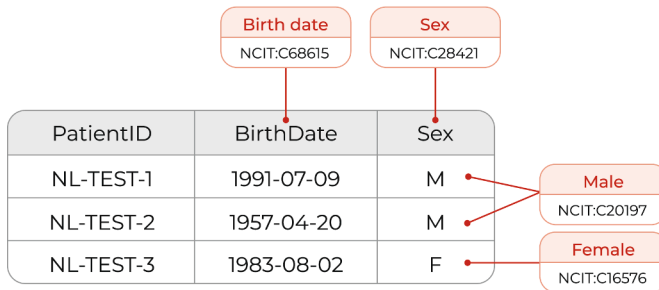 Birth date
NCIT:C68615
Sex
NCIT:C28421
PatientID BirthDate Sex
NL-TEST-1 1991-07-09 M
NL-TEST-2 1957-04-20 M
NL-TEST-3 1983-08-02 F
Male
NCIT:C20197
Female
NCIT:C16576